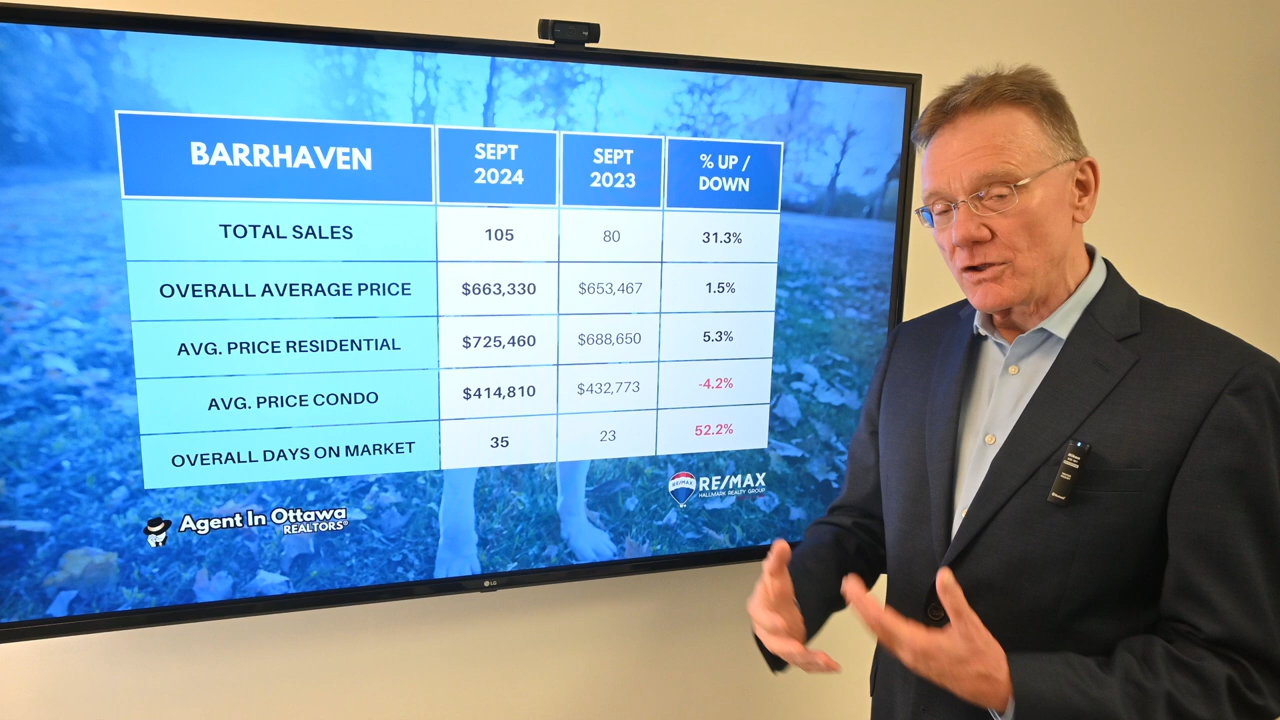 BARRHAVEN
SEPT
2024
SEPT
2023
% UP /
DOWN
TOTAL SALES
105
80
31.3%
OVERALL AVERAGE PRICE
$663,330
$653,467
1.5%
AVG. PRICE RESIDENTIAL
$725,460
$688,650
5.3%
AVG. PRICE CONDO
$414,810
$432,773
-4.2%
OVERALL DAYS ON MARKET
35
23
52.2%
Agent In Ottawa
REALTORS®
RE/MAX
HALLMARK REALTY GROUP
LG